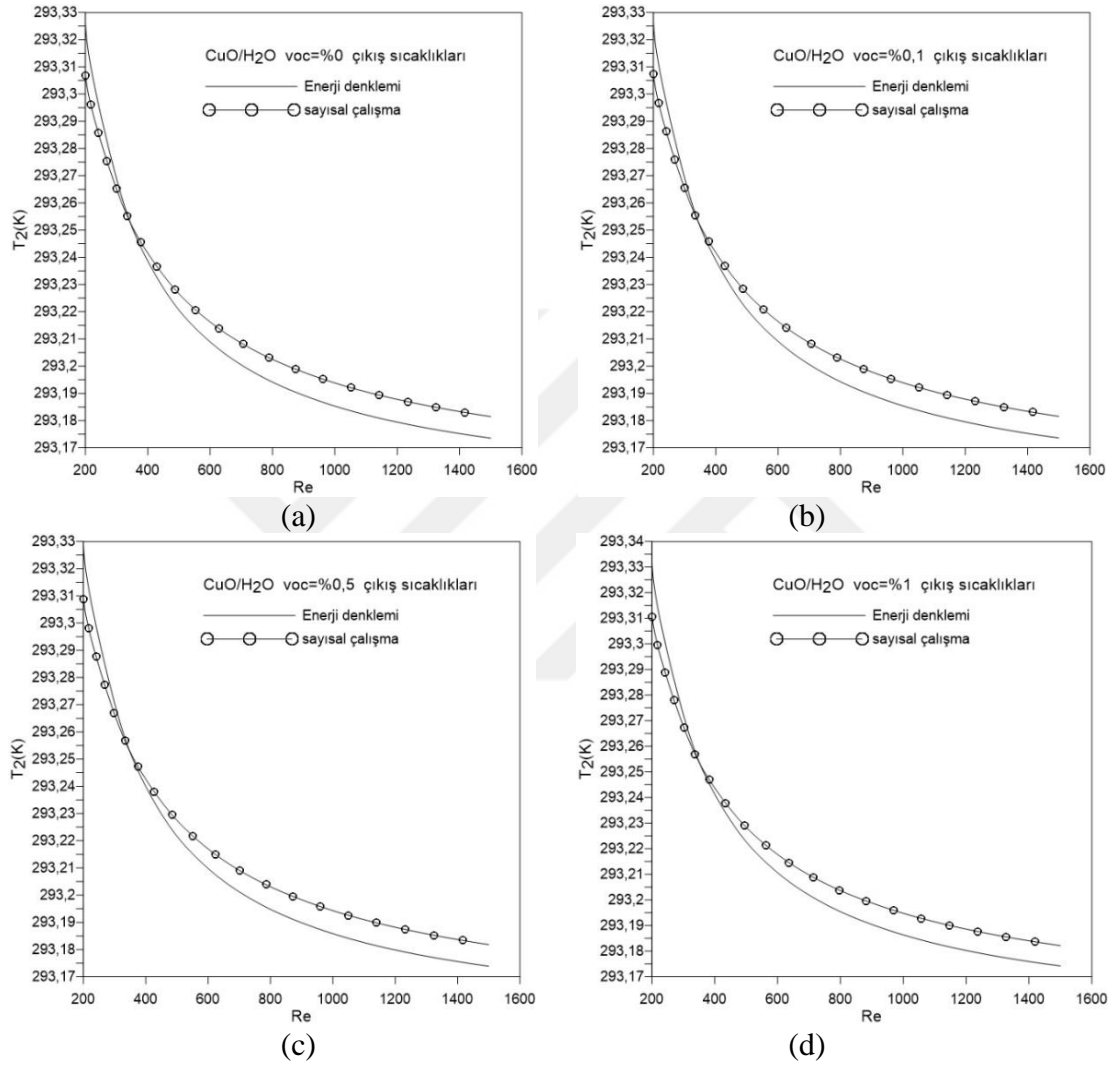 293,33
293,32
293,31
293,3
293,29
293,28
293,27
293,26
293,25
293,24
293,23
293,22
293,21
293,2
293,19
293,18
293,17
T2(K)
CuO/H2O voc=%0 çıkış sıcaklıkları
Enerji denklemi
sayısal çalışma
200 400 600 800 1000 1200 1400 1600
Re
(a)
293,33
293,32
293,31
293,3
293,29
293,28
293,27
293,26
293,25
293,24
293,23
293,22
293,21
293,2
293,19
293,18
293,17
T2(K)
CuO/H2O voc=%0,1 çıkış sıcaklıkları
Enerji denklemi
sayısal çalışma
200 400 600 800 1000 1200 1400 1600
Re
(b)
293,33
293,32
293,31
293,3
293,29
293,28
293,27
293,26
293,25
293,24
293,23
293,22
293,21
293,2
293,19
293,18
293,17
T2(K)
CuO/H2O voc=%0,5 çıkış sıcaklıkları
Enerji denklemi
sayısal çalışma
200 400 600 800 1000 1200 1400 1600
Re
(c)
293,34
293,33
293,32
293,31
293,3
293,29
293,28
293,27
293,26
293,25
293,24
293,23
293,22
293,21
293,2
293,19
293,18
293,17
T2(K)
CuO/H2O voc=%1 çıkış sıcaklıkları
Enerji denklemi
sayısal çalışma
200 400 600 800 1000 1200 1400 1600
Re
(d)